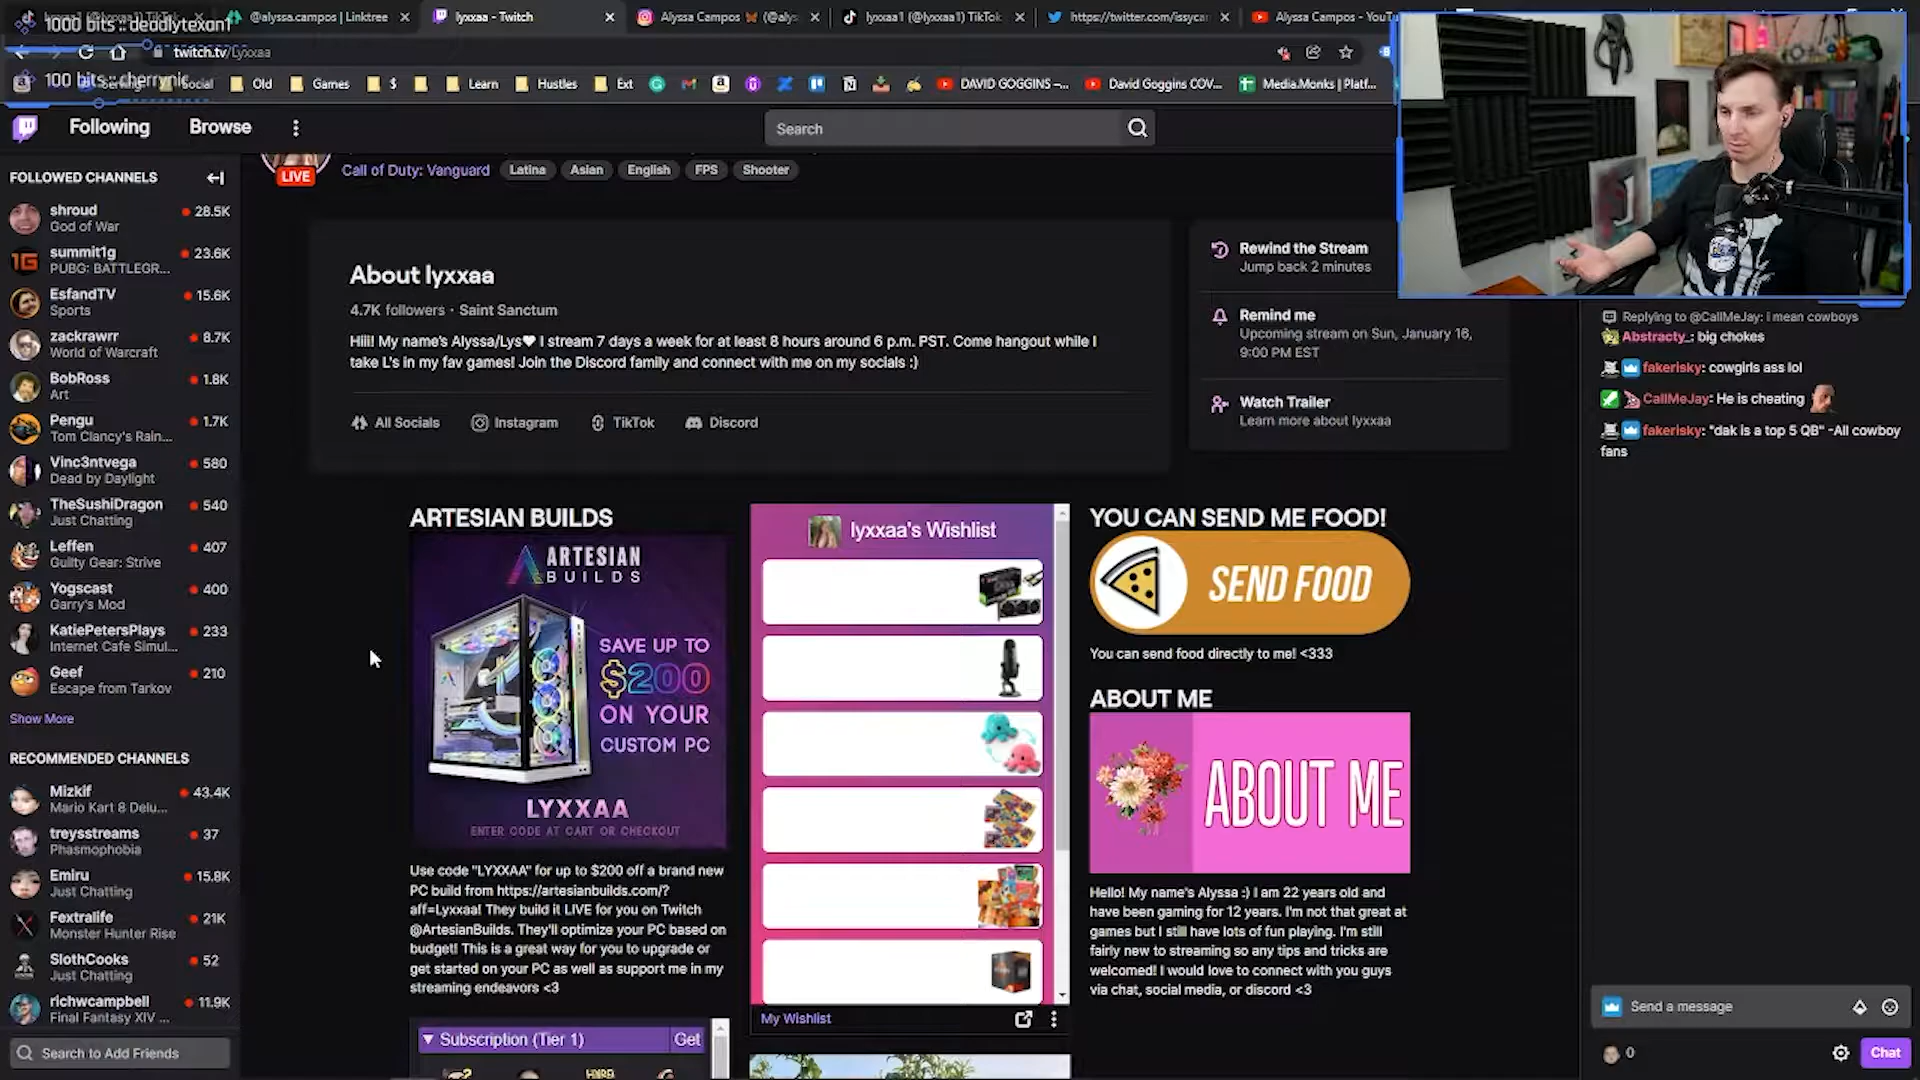 1000 bits :: deadlytexan1
100 bits :: cherrynic
@alyssa.campos | Linktree
lyxxaa - Twitch
Alyssa Campos
(@alys
lyxxaa1 (@lyxxaa1) TikTok
https://twitter.com/issycar
Alyssa Campos - YouTu
twitch.tv/Lyxxaa
Social
Old
Games
$
Learn
Hustles
Ext
DAVID GOGGINS –...
David Goggins COV...
Media.Monks | Platf...
Following
Browse
Search
FOLLOWED CHANNELS
shroud
28.5K
God of War
summit1g
23.6K
PUBG: BATTLEGR...
EsfandTV
15.6K
Sports
zackrawrr
8.7K
World of Warcraft
BobRoss
1.8K
Art
Pengu
1.7K
Tom Clancy's Rain...
Vinc3ntvega
580
Dead by Daylight
TheSushiDragon
540
Just Chatting
Leffen
407
Guilty Gear: Strive
Yogscast
400
Garry's Mod
KatiePetersPlays
233
Internet Cafe Simul...
Geef
210
Escape from Tarkov
Show More
RECOMMENDED CHANNELS
Mizkif
43.4K
Mario Kart 8 Delu...
treysstreams
37
Phasmophobia
Emiru
15.8K
Just Chatting
Fextralife
21K
Monster Hunter Rise
SlothCooks
52
Just Chatting
richwcampbell
11.9K
Final Fantasy XIV ...
Search to Add Friends
LIVE
Call of Duty: Vanguard
Latina
Asian
English
FPS
Shooter
About lyxxaa
4.7K followers · Saint Sanctum
Hiii! My name's Alyssa/Lys♥ I stream 7 days a week for at least 8 hours around 6 p.m. PST. Come hangout while I
take L's in my fav games! Join the Discord family and connect with me on my socials :)
All Socials
Instagram
TikTok
Discord
Rewind the Stream
Jump back 2 minutes
Remind me
Upcoming stream on Sun, January 16,
9:00 PM EST
Watch Trailer
Learn more about lyxxaa
ARTESIAN BUILDS
ARTESIAN
BUILDS
SAVE UP TO
$200
ON YOUR
CUSTOM PC
LYXXAA
ENTER CODE AT CART OR CHECKOUT
Use code "LYXXAA" for up to $200 off a brand new
PC build from https://artesianbuilds.com/?
aff=Lyxxaa! They build it LIVE for you on Twitch
@ArtesianBuilds. They'll optimize your PC based on
budget! This is a great way for you to upgrade or
get started on your PC as well as support me in my
streaming endeavors <3
Subscription (Tier 1)
Get
lyxxaa's Wishlist
My Wishlist
YOU CAN SEND ME FOOD!
SEND FOOD
You can send food directly to me! <333
ABOUT ME
ABOUT ME
Hello! My name's Alyssa :) I am 22 years old and
have been gaming for 12 years. I'm not that great at
games but I still have lots of fun playing. I'm still
fairly new to streaming so any tips and tricks are
welcomed! I would love to connect with you guys
via chat, social media, or discord <3
Replying to @CallMeJay: i mean cowboys
Abstracty_: big chokes
fakerisky: cowgirls ass lol
CallMeJay: He is cheating
fakerisky: "dak is a top 5 QB" -All cowboy
fans
Send a message
0
Chat